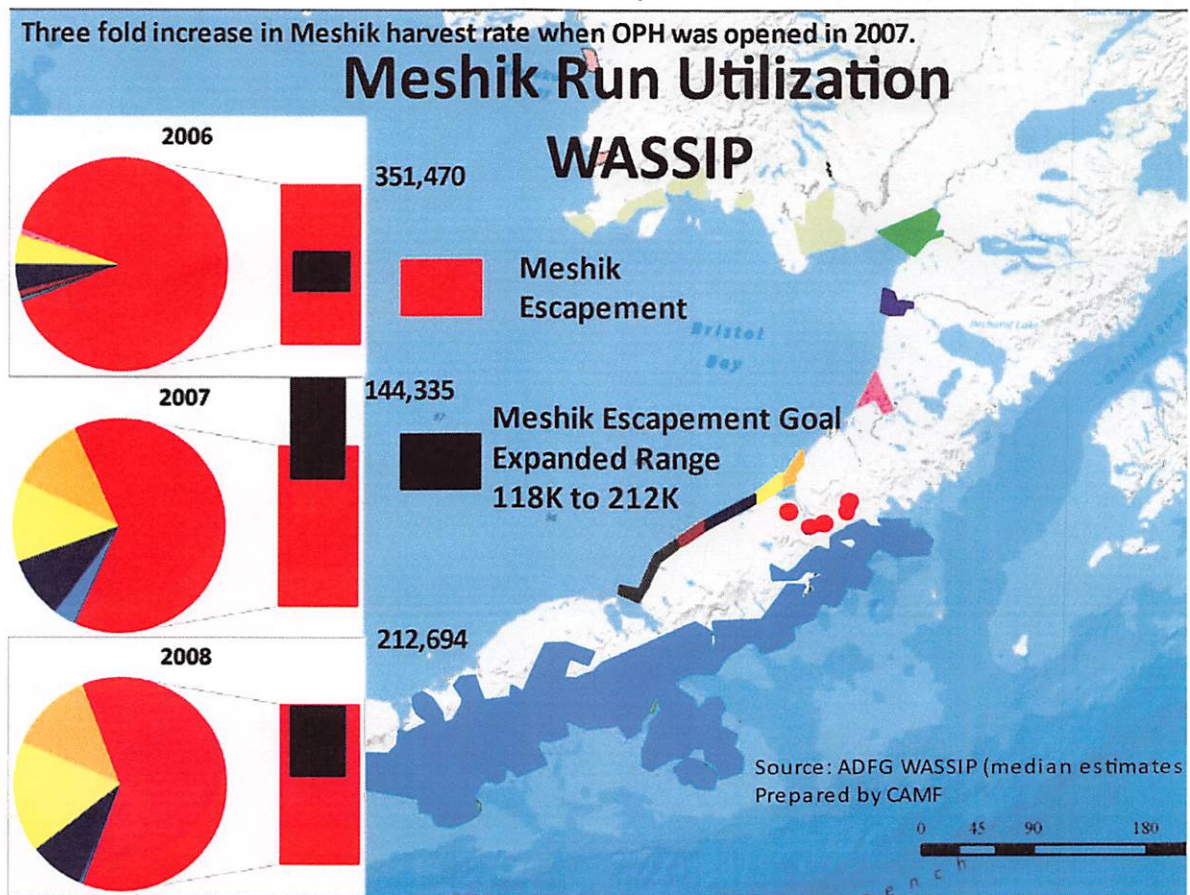 Three fold increase in Meshik harvest rate when OPH was opened in 2007.
Meshik Run Utilization
WASSIP
2006
351,470
Meshik
Escapement
Bristol
Bay
2007
144,335
Meshik Escapement Goal
Expanded Range
118K to 212K
2008
212,694
Source: ADFG WASSIP (median estimates
Prepared by CAMF
0 45 90 180
e n c h